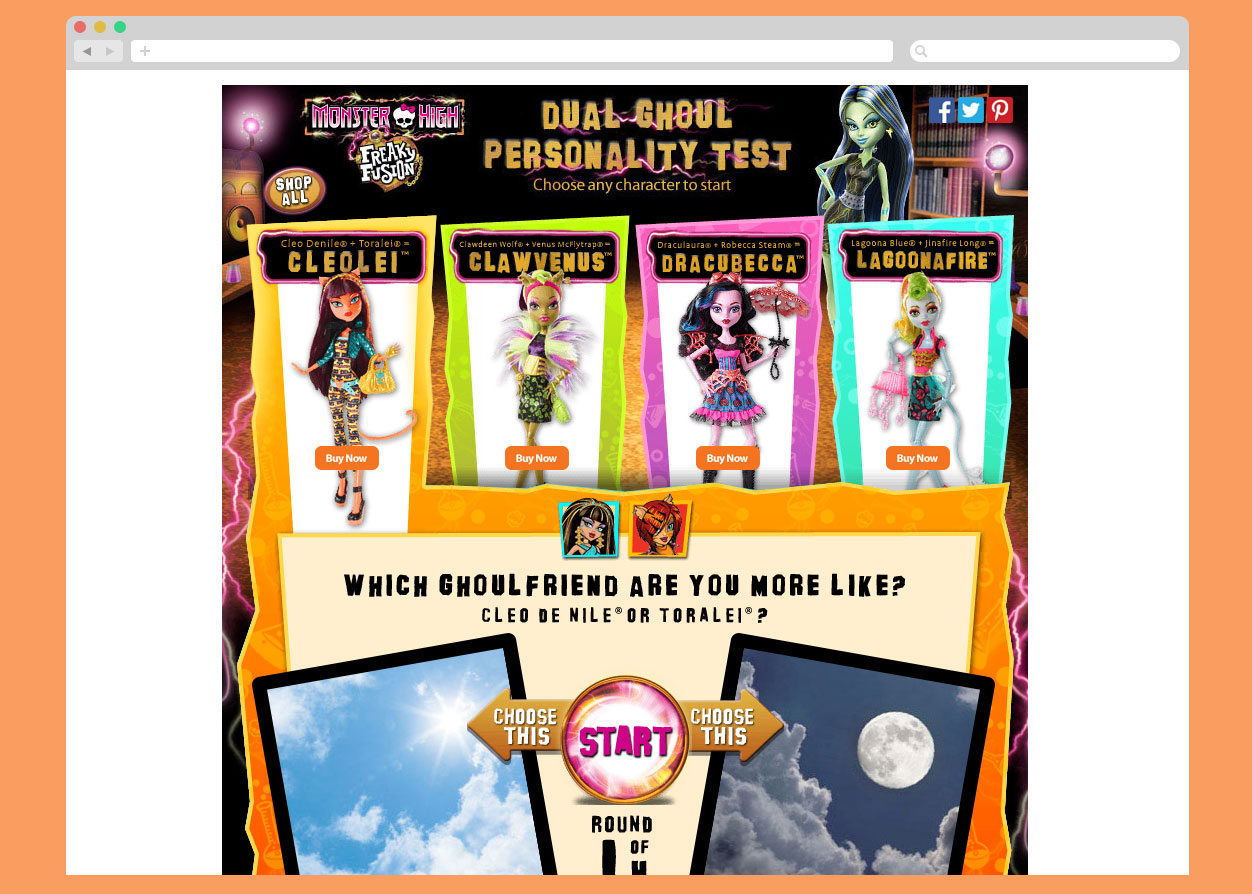 MONSTER HIGH
FREAKY
FUSION
SHOP
ALL
DUAL GHOUL
PERSONALITY TEST
Choose any character to start
Cleo Denile® + Toralei® =
CLEOLEI™
Clawdeen Wolf® + Venus McFlytrap® =
CLAWVENUS™
Draculaura® + Robecca Steam® =
DRACUBECCA™
Lagoona Blue® + Jinafire Long® =
LAGOONAFIRE™
Buy Now
Buy Now
Buy Now
Buy Now
WHICH GHOULFRIEND ARE YOU MORE LIKE?
CLEO DE NILE® OR TORALEI®?
CHOOSE
THIS
START
CHOOSE
THIS
ROUND
1 OF 4